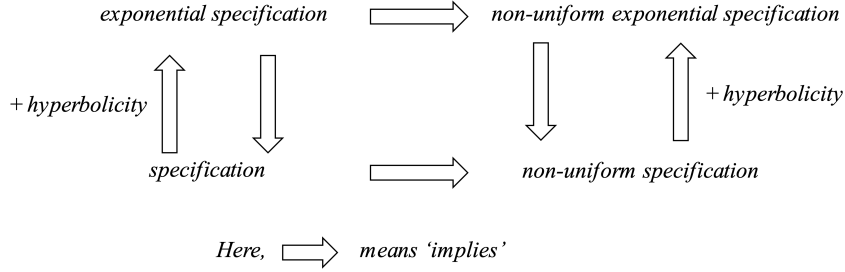 exponential specification non-uniform exponential specification
+ hyperbolicity + hyperbolicity
specification non-uniform specification
Here, means ‘implies’